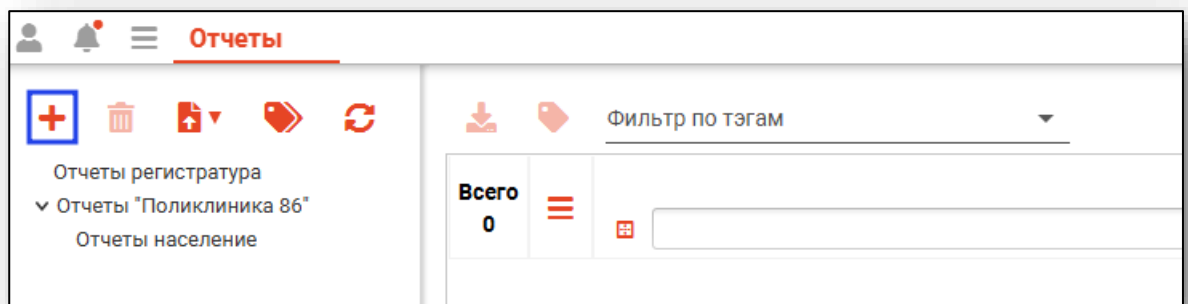 Отчеты
Фильтр по тэгам
Отчеты регистратура
Отчеты "Поликлиника 86"
Отчеты население
Всего
0